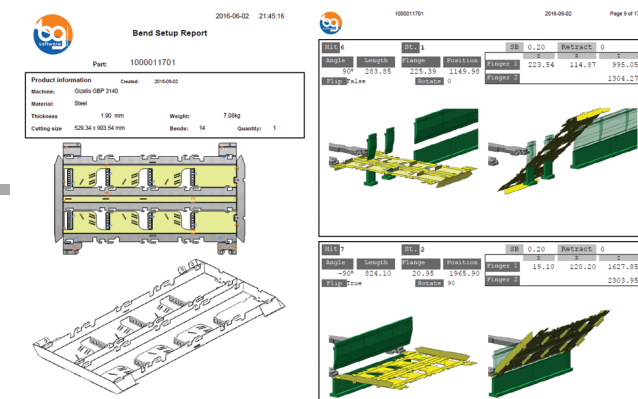 software
2016-06-02 21:45:16
Bend Setup Report
Part: 1000011701
Product information Created: 2016-06-02
Machine: Gizelis GBP 3140
Material: Steel
Thickness 1.90 mm Weight: 7.08kg
Cutting size 529.34 x 903.54 mm Bends: 14 Quantity: 1
1000011701 2016-06-02 Page 9 of 17
Hit 6 St. 1 SB 0.20 Retract 0
Angle Length Flange Position X R Z
90° 283.85 225.39 1149.98 Finger 1 223.54 114.87 995.05
Flip False Rotate 0 Finger 2 1304.27
Hit 7 St. 2 SB 0.20 Retract 0
Angle Length Flange Position X R Z
-90° 824.10 20.95 1965.90 Finger 1 19.10 120.20 1627.85
Flip True Rotate 90 Finger 2 2303.95